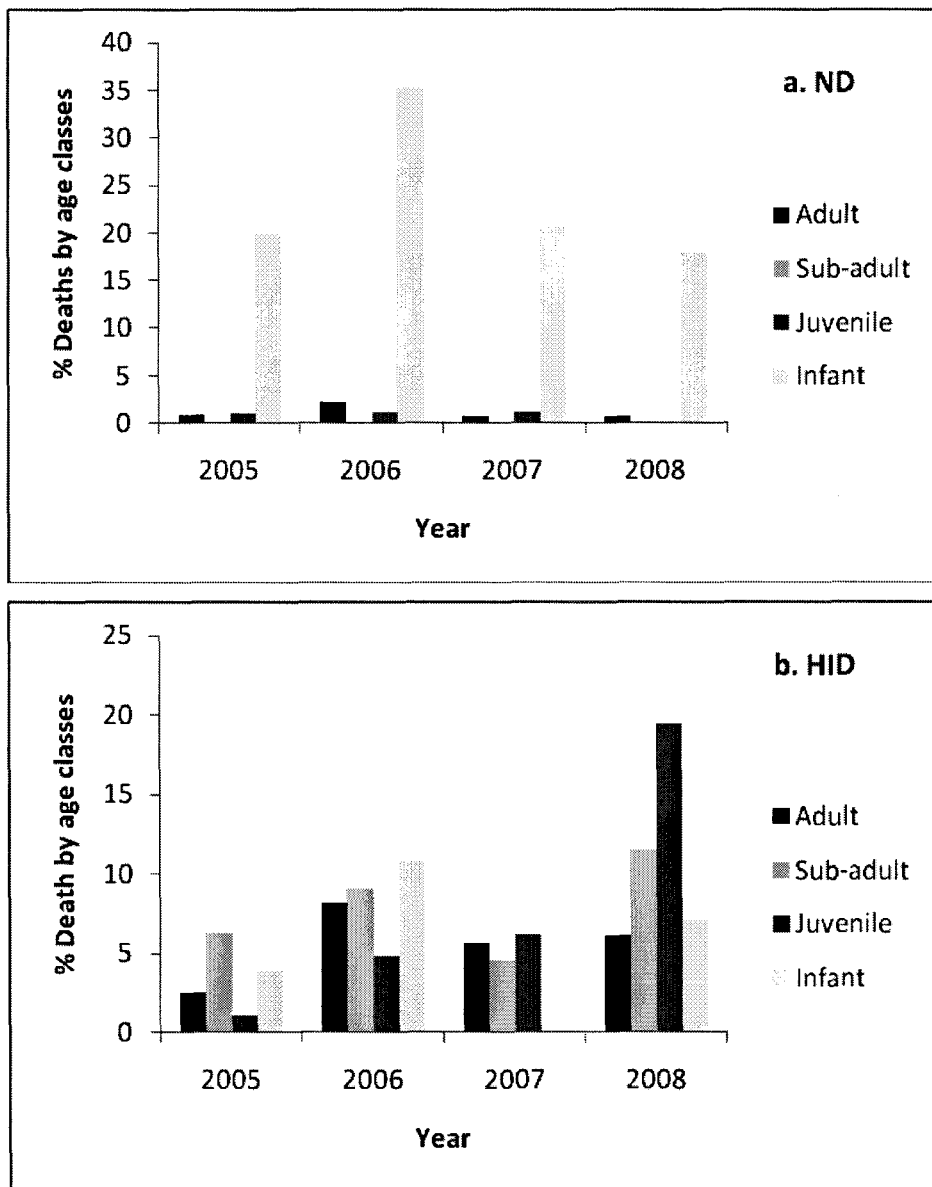 a. ND
% Deaths by age classes
40
35
30
25
20
15
10
5
0
2005 2006 2007 2008
Year
Adult
Sub-adult
Juvenile
Infant
b. HID
% Death by age classes
25
20
15
10
5
0
2005 2006 2007 2008
Year
Adult
Sub-adult
Juvenile
Infant